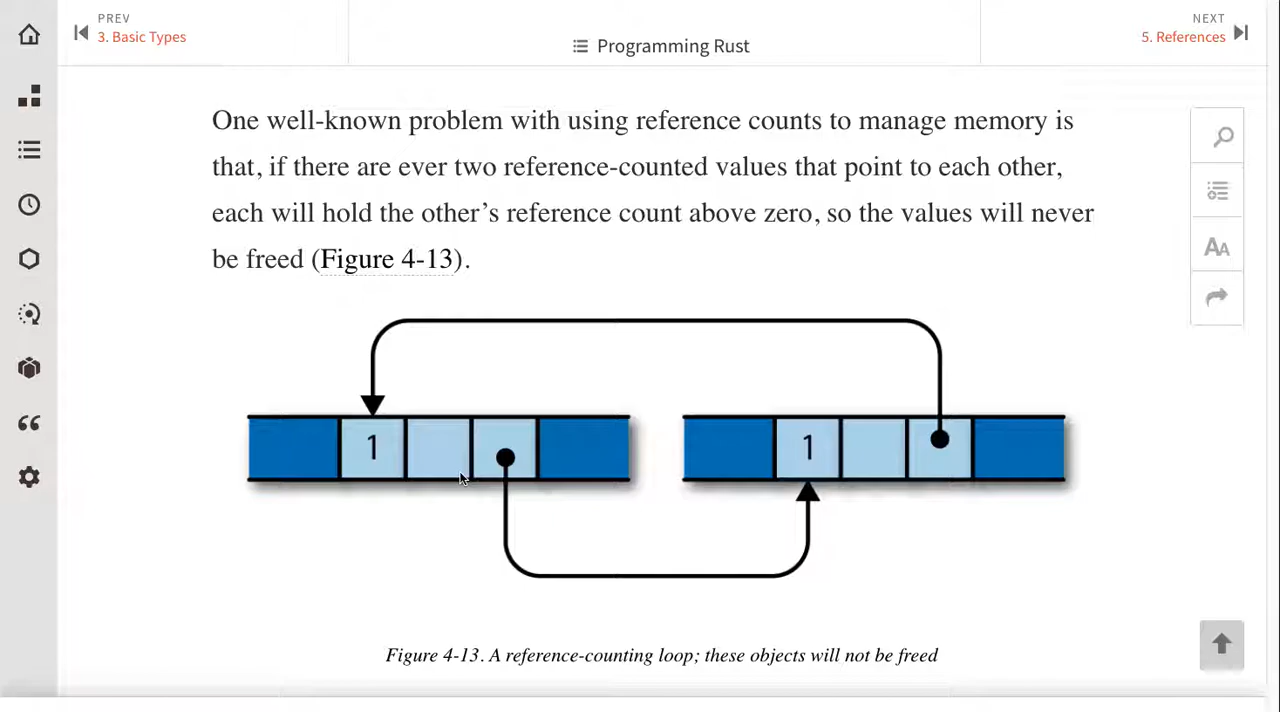 PREV
3. Basic Types
Programming Rust
NEXT
5. References
One well-known problem with using reference counts to manage memory is
that, if there are ever two reference-counted values that point to each other,
each will hold the other’s reference count above zero, so the values will never
be freed (Figure 4-13).
AA
1
1
Figure 4-13. A reference-counting loop; these objects will not be freed